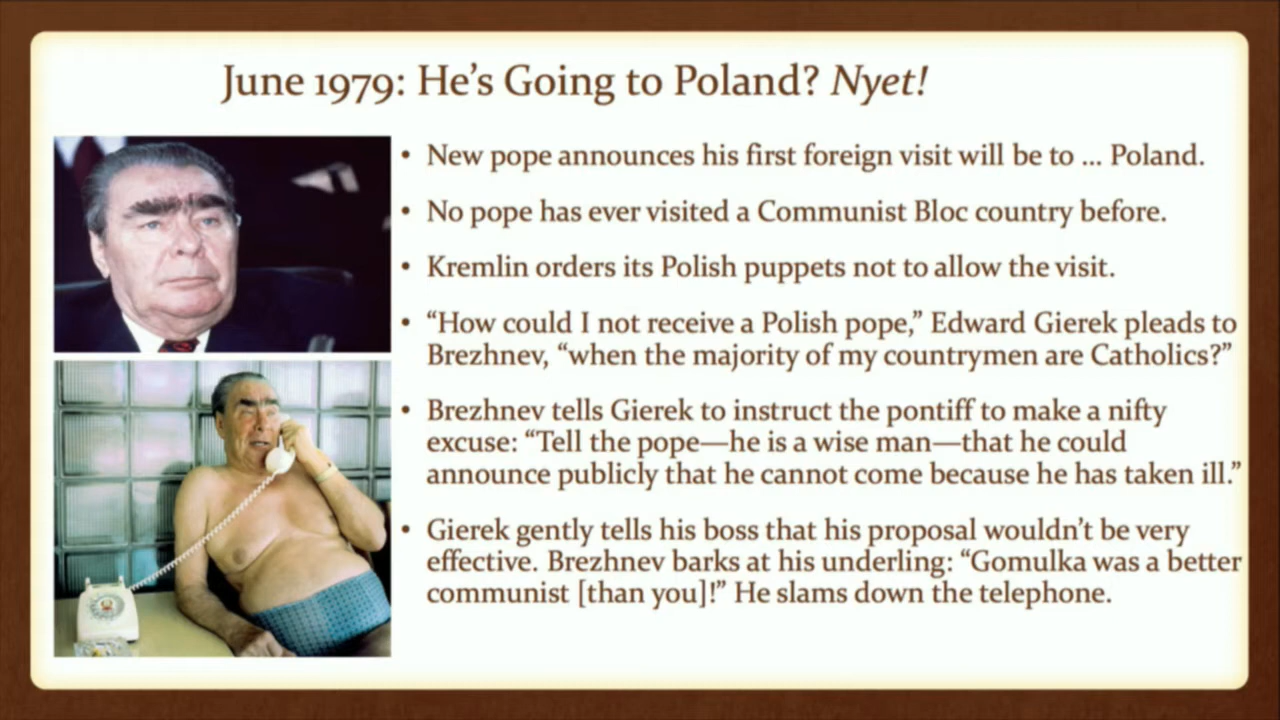 June 1979: He’s Going to Poland? Nyet!
• New pope announces his first foreign visit will be to ... Poland.
• No pope has ever visited a Communist Bloc country before.
• Kremlin orders its Polish puppets not to allow the visit.
• “How could I not receive a Polish pope,” Edward Gierek pleads to
Brezhnev, “when the majority of my countrymen are Catholics?”
• Brezhnev tells Gierek to instruct the pontiff to make a nifty
excuse: “Tell the pope—he is a wise man—that he could
announce publicly that he cannot come because he has taken ill.”
• Gierek gently tells his boss that his proposal wouldn’t be very
effective. Brezhnev barks at his underling: “Gomulka was a better
communist [than you]!” He slams down the telephone.